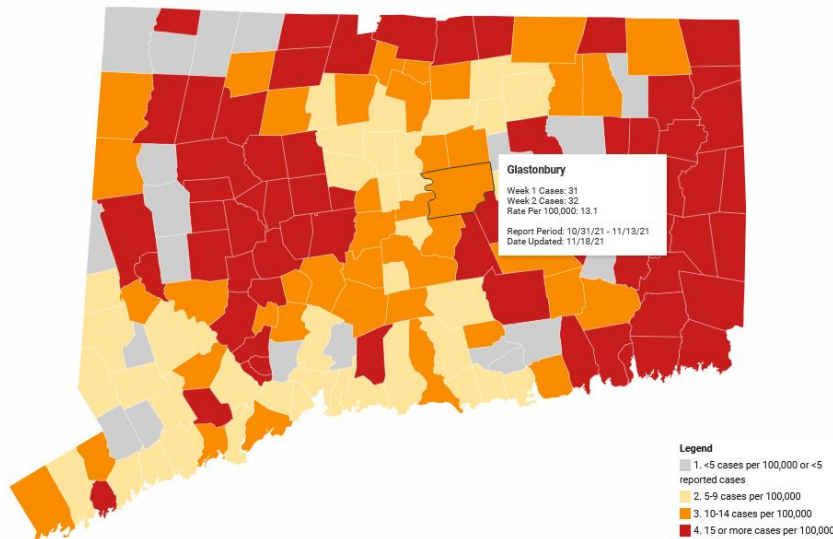 Glastonbury
Week 1 Cases: 31
Week 2 Cases: 32
Rate Per 100,000: 13.1
Report Period: 10/31/21 - 11/13/21
Date Updated: 11/18/21
Legend
1. <5 cases per 100,000 or <5
reported cases
2. 5-9 cases per 100,000
3. 10-14 cases per 100,000
4. 15 or more cases per 100,000